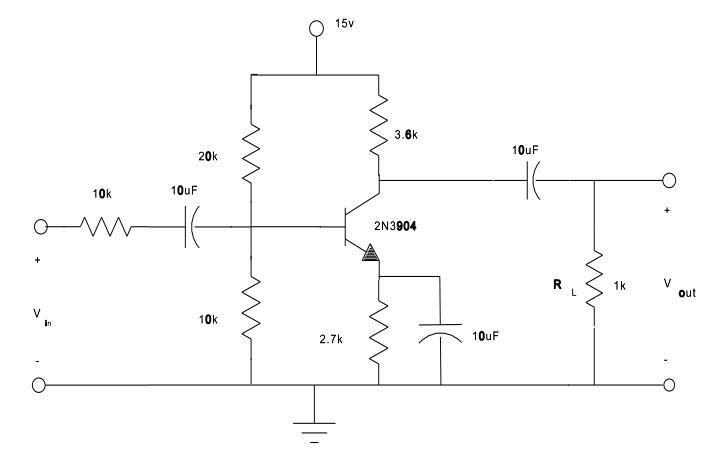 15v
3.6k
20k
10uF
10k
10uF
2N3904
+
+
R L
1k
V out
V in
10k
2.7k
10uF
-
-